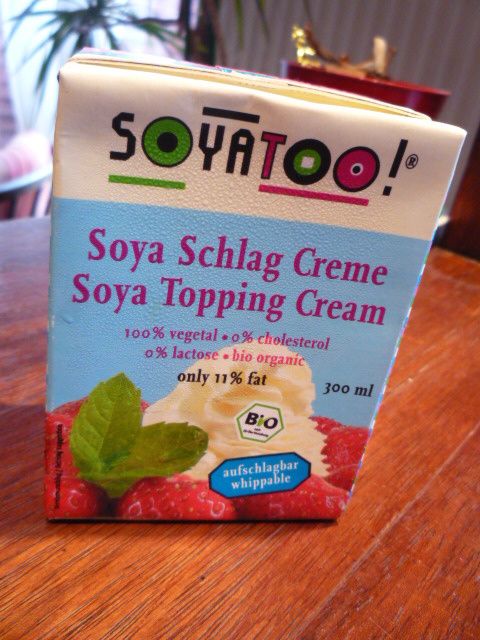 SOYATOO!®
Soya Schlag Creme
Soya Topping Cream
100% vegetal • 0% cholesterol
0% lactose • bio organic
only 11% fat
300 ml
Bio
aufschlagbar
whippable